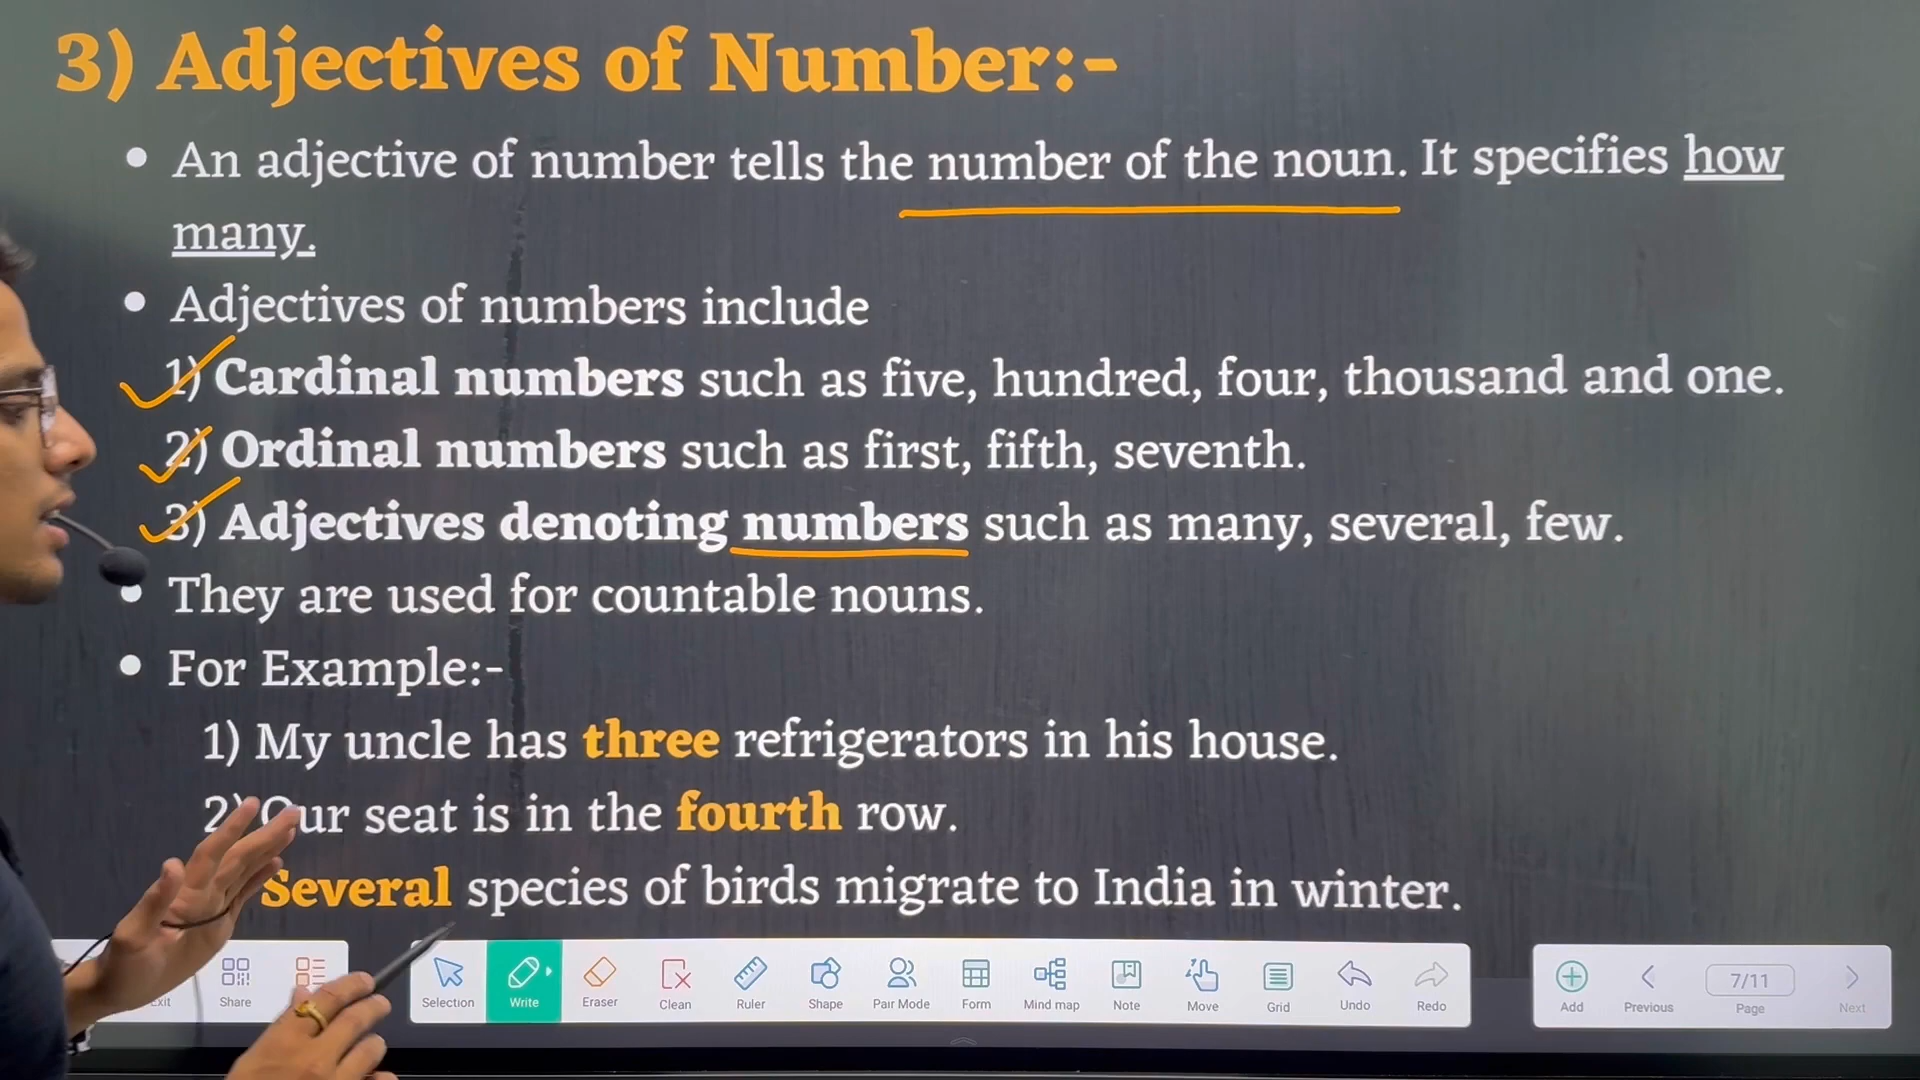 3) Adjectives of Number:-
• An adjective of number tells the number of the noun. It specifies how
many.
• Adjectives of numbers include
1) Cardinal numbers such as five, hundred, four, thousand and one.
2) Ordinal numbers such as first, fifth, seventh.
3) Adjectives denoting numbers such as many, several, few.
• They are used for countable nouns.
• For Example:-
1) My uncle has three refrigerators in his house.
2) Our seat is in the fourth row.
Several species of birds migrate to India in winter.
Share Selection Write Eraser Clean Ruler Shape Pair Mode Form Mind map Note Move Grid Undo Redo Add Previous 7/11 Page Next